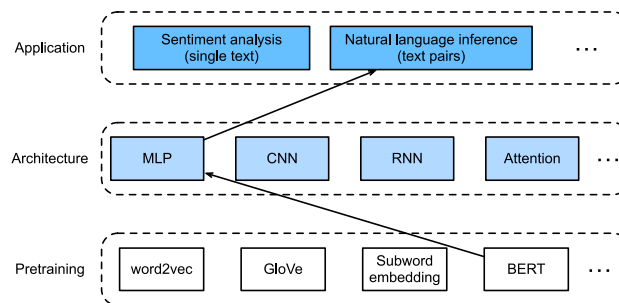 Application
Sentiment analysis
(single text)
Natural language inference
(text pairs)
...
Architecture
MLP
CNN
RNN
Attention
...
Pretraining
word2vec
GloVe
Subword
embedding
BERT
...